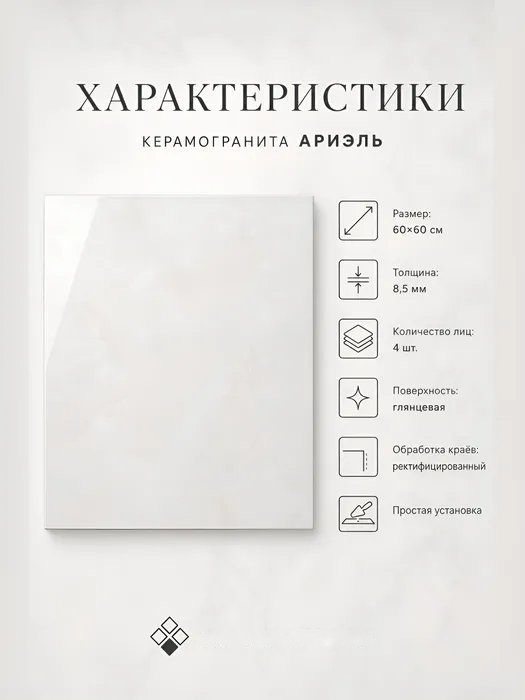 ХАРАКТЕРИСТИКИ
КЕРАМОГРАНИТА АРИЭЛЬ
Размер:
60×60 см
Толщина:
8,5 мм
Количество лиц:
4 шт.
Поверхность:
глянцевая
Обработка краёв:
ректифицированный
Простая установка